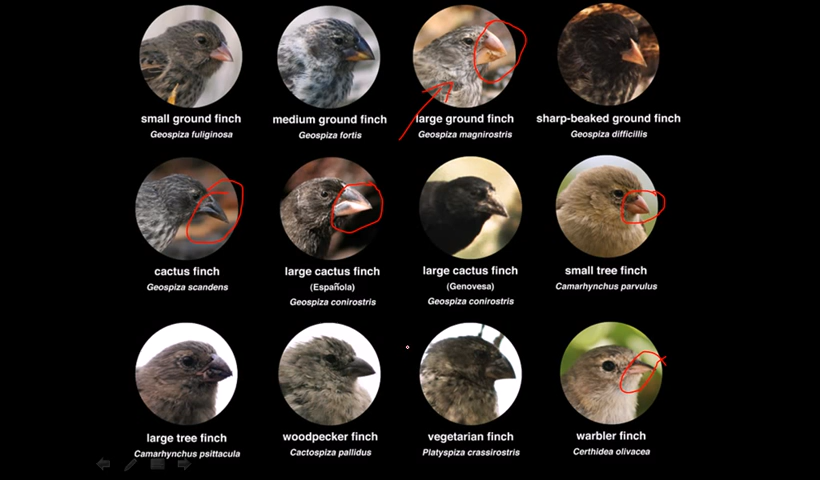 small ground finch
Geospiza fuliginosa
medium ground finch
Geospiza fortis
large ground finch
Geospiza magnirostris
sharp-beaked ground finch
Geospiza difficillis
cactus finch
Geospiza scandens
large cactus finch
(Española)
Geospiza conirostris
large cactus finch
(Genovesa)
Geospiza conirostris
small tree finch
Camarhynchus parvulus
large tree finch
Camarhynchus psittacula
woodpecker finch
Cactospiza pallidus
vegetarian finch
Platyspiza crassirostris
warbler finch
Certhidea olivacea